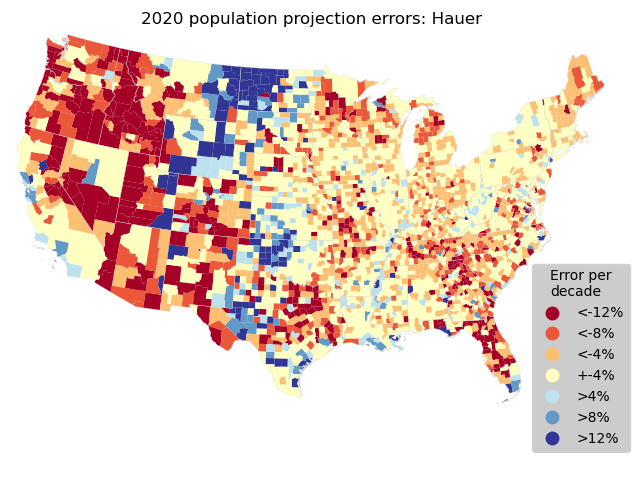 2020 population projection errors: Hauer
Error per
decade
<-12%
<-8%
<-4%
+-4%
>4%
>8%
>12%